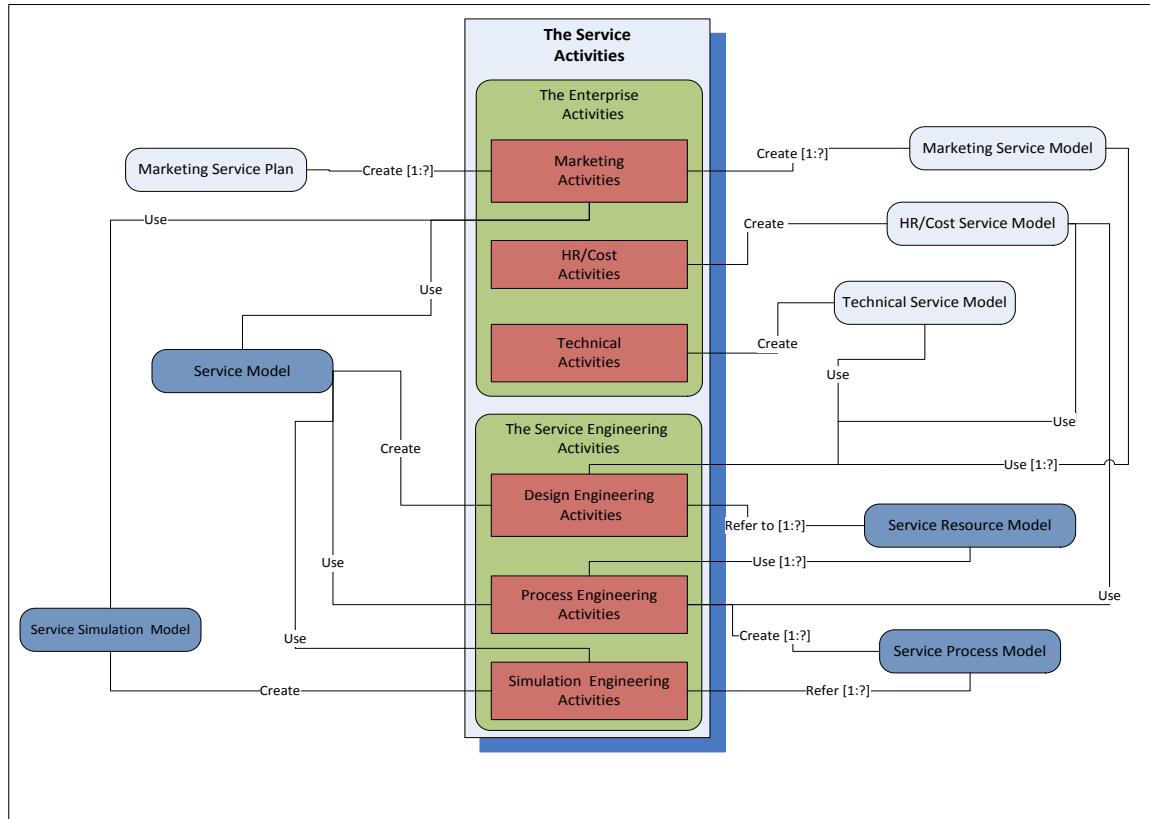 The Service
Activities
The Enterprise
Activities
Marketing Service Plan
Create [1:?]
Marketing
Activities
Create [1:?]
Marketing Service Model
Use
HR/Cost
Activities
Create
HR/Cost Service Model
Use
Technical Service Model
Technical
Activities
Create
Service Model
Use
Use
The Service Engineering
Activities
Create
Use [1:?]
Design Engineering
Activities
Refer to [1:?]
Service Resource Model
Use
Use [1:?]
Process Engineering
Activities
Use
Service Simulation  Model
Use
Create [1:?]
Service Process Model
Simulation  Engineering
Activities
Create
Refer [1:?]